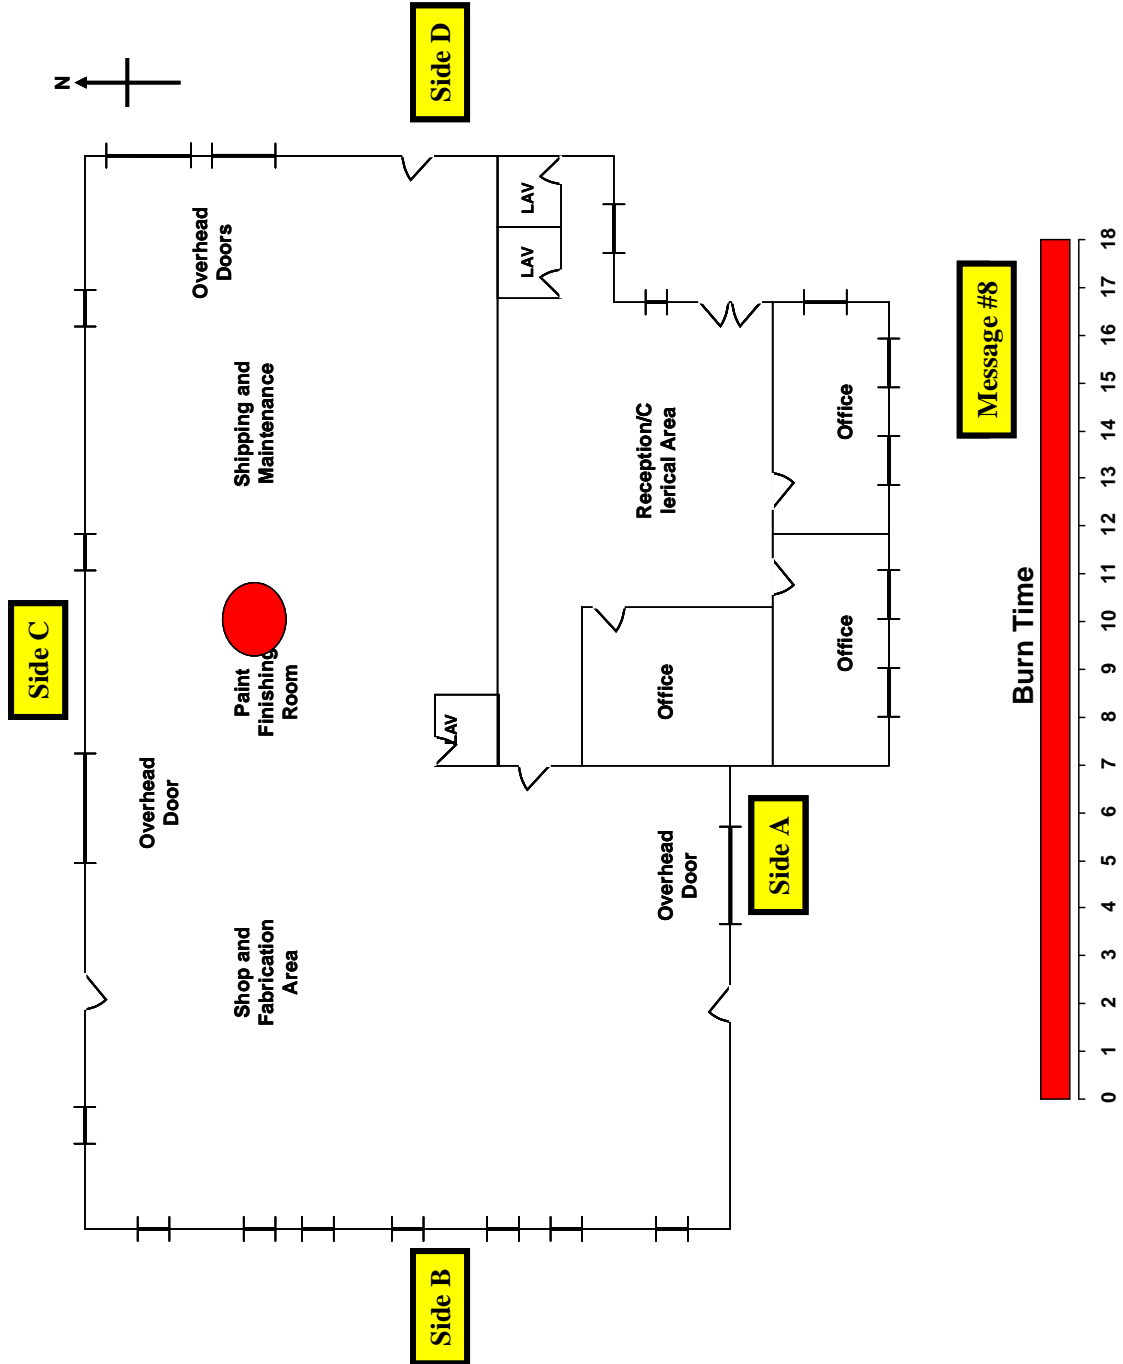 Side C
N
Side D
Overhead
Door
Overhead
Doors
Shop and
Fabrication
Area
Paint
Finishing
Room
Shipping and
Maintenance
Side B
LAV
LAV
LAV
Overhead
Door
Office
Reception/C
lerical Area
Side A
Office
Office
Message #8
Burn Time
0 1 2 3 4 5 6 7 8 9 10 11 12 13 14 15 16 17 18